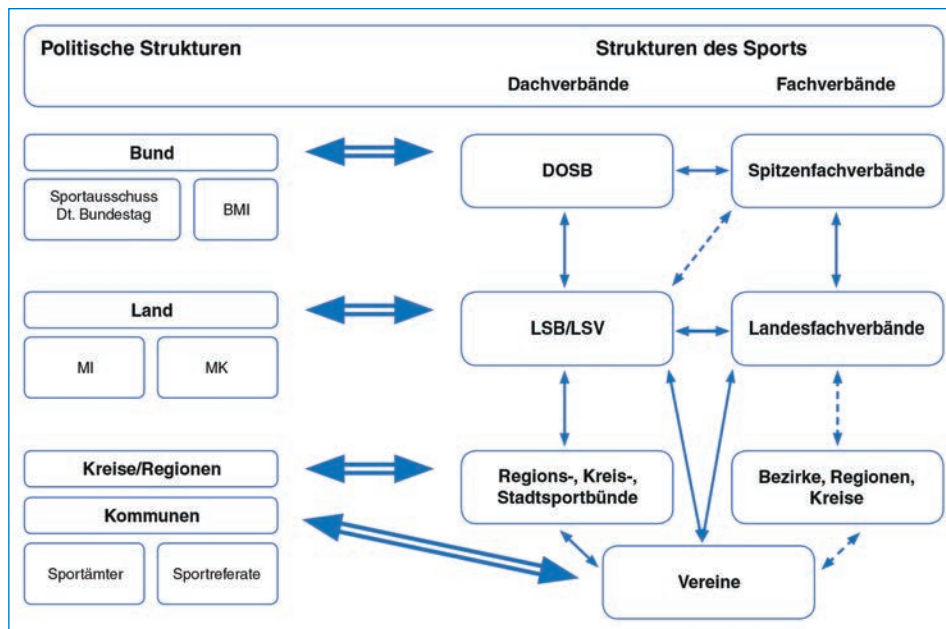 Politische Strukturen
Strukturen des Sports
Dachverbände
Fachverbände
Bund
Sportausschuss
Dt. Bundestag
BMI
DOSB
Spitzenfachverbände
Land
MI
MK
LSB/LSV
Landesfachverbände
Kreise/Regionen
Kommunen
Sportämter
Sportreferate
Regions-, Kreis-,
Stadtsportbünde
Bezirke, Regionen,
Kreise
Vereine